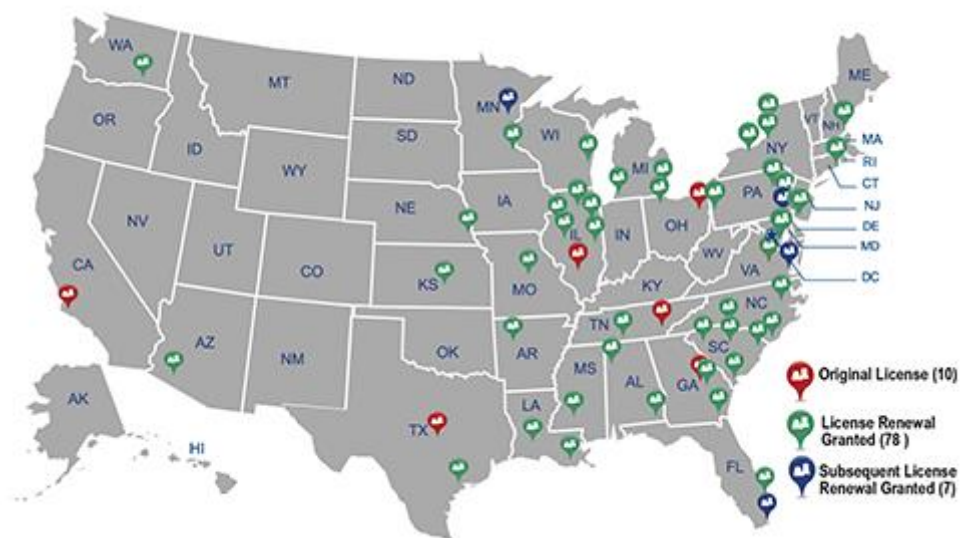 WA
MT
ND
MN
ME
OR
ID
SD
WI
VT
NH
MA
WY
MI
NY
RI
CT
NV
NE
IA
PA
NJ
UT
IL
IN
OH
DE
CA
CO
WV
MD
KS
MO
KY
VA
DC
AZ
NM
OK
AR
TN
NC
SC
MS
AL
GA
Original License (10)
AK
HI
TX
LA
License Renewal
Granted (78 )
FL
Subsequent License
Renewal Granted (7)